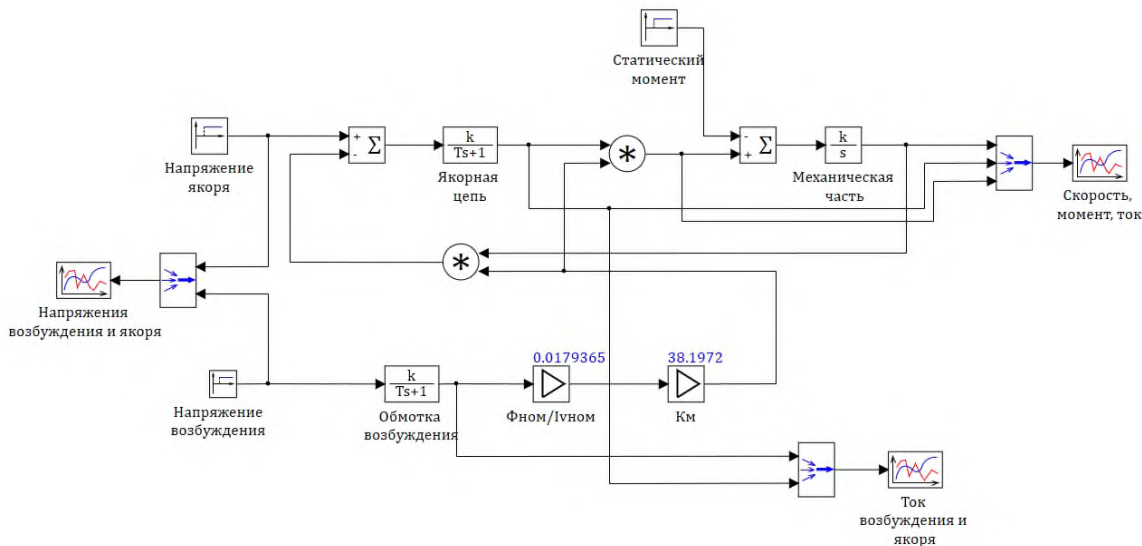 Статический
момент
+
-
Σ
k
Ts+1
*
-
+
Σ
k
s
Напряжение
якоря
Якорная
цепь
Механическая
часть
Скорость,
момент, ток
*
Напряжения
возбуждения и якоря
0.0179365
38.1972
k
Ts+1
Напряжение
возбуждения
Обмотка
возбуждения
Фном/Ivном
Км
Ток
возбуждения и
якоря